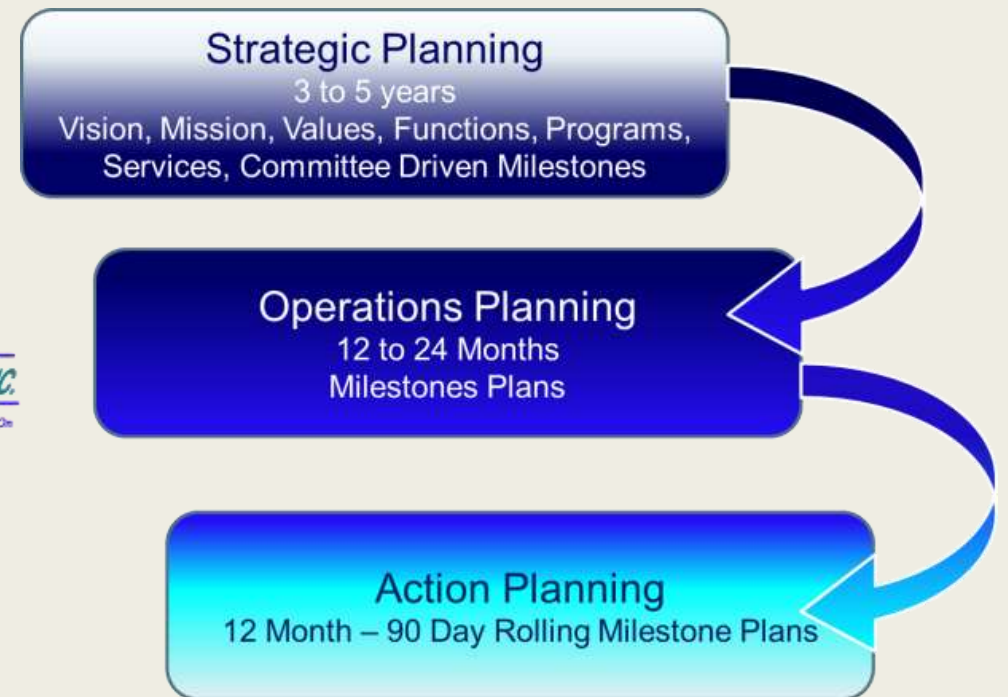 Strategic Planning
3 to 5 years
Vision, Mission, Values, Functions, Programs,
Services, Committee Driven Milestones
Operations Planning
12 to 24 Months
Milestones Plans
Action Planning
12 Month – 90 Day Rolling Milestone Plans